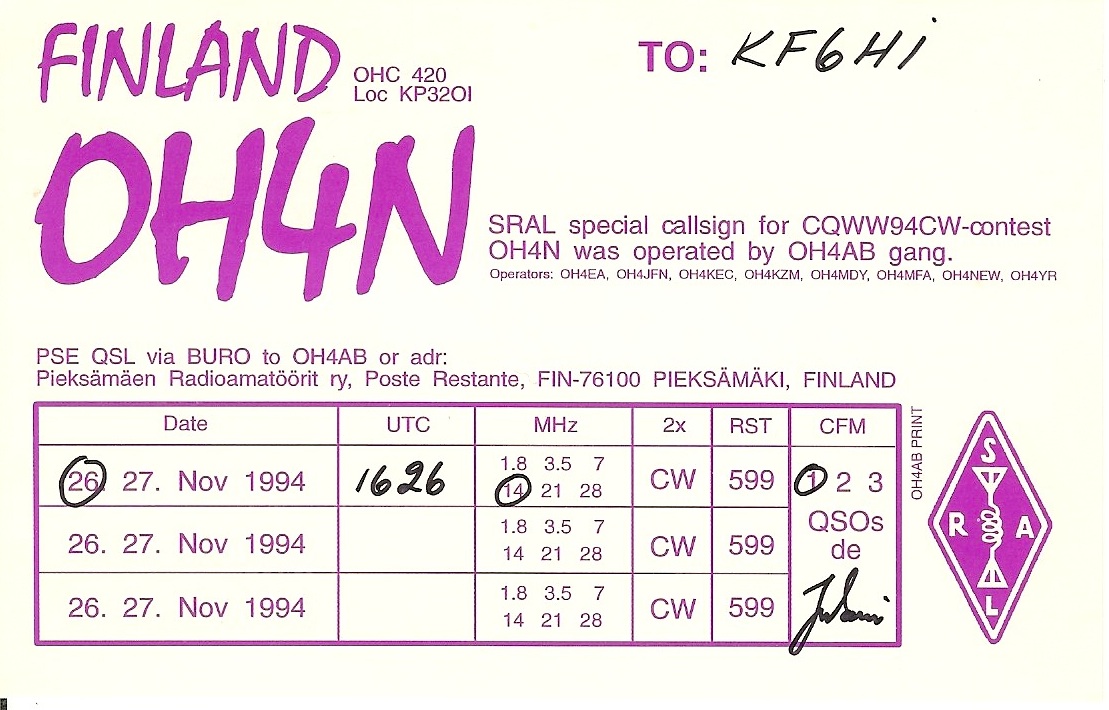 FINLAND
OHC 420
Loc KP32OI
TO: KF6HI
OH4N
SRAL special callsign for CQWW94CW-contest
OH4N was operated by OH4AB gang.
Operators: OH4EA, OH4JFN, OH4KEC, OH4KZM, OH4MDY, OH4MFA, OH4NEW, OH4YR
PSE QSL via BURO to OH4AB or adr:
Pieksämäen Radioamatöörit ry, Poste Restante, FIN-76100 PIEKSÄMÄKI, FINLAND
Date UTC MHz 2x RST CFM
26. 27. Nov 1994 1626 1.8 3.5 7 CW 599 1 2 3
14 21 28
QSOs
de
26. 27. Nov 1994 1.8 3.5 7 CW 599
14 21 28
26. 27. Nov 1994 1.8 3.5 7 CW 599
14 21 28
OH4AB PRINT
S
R A
L